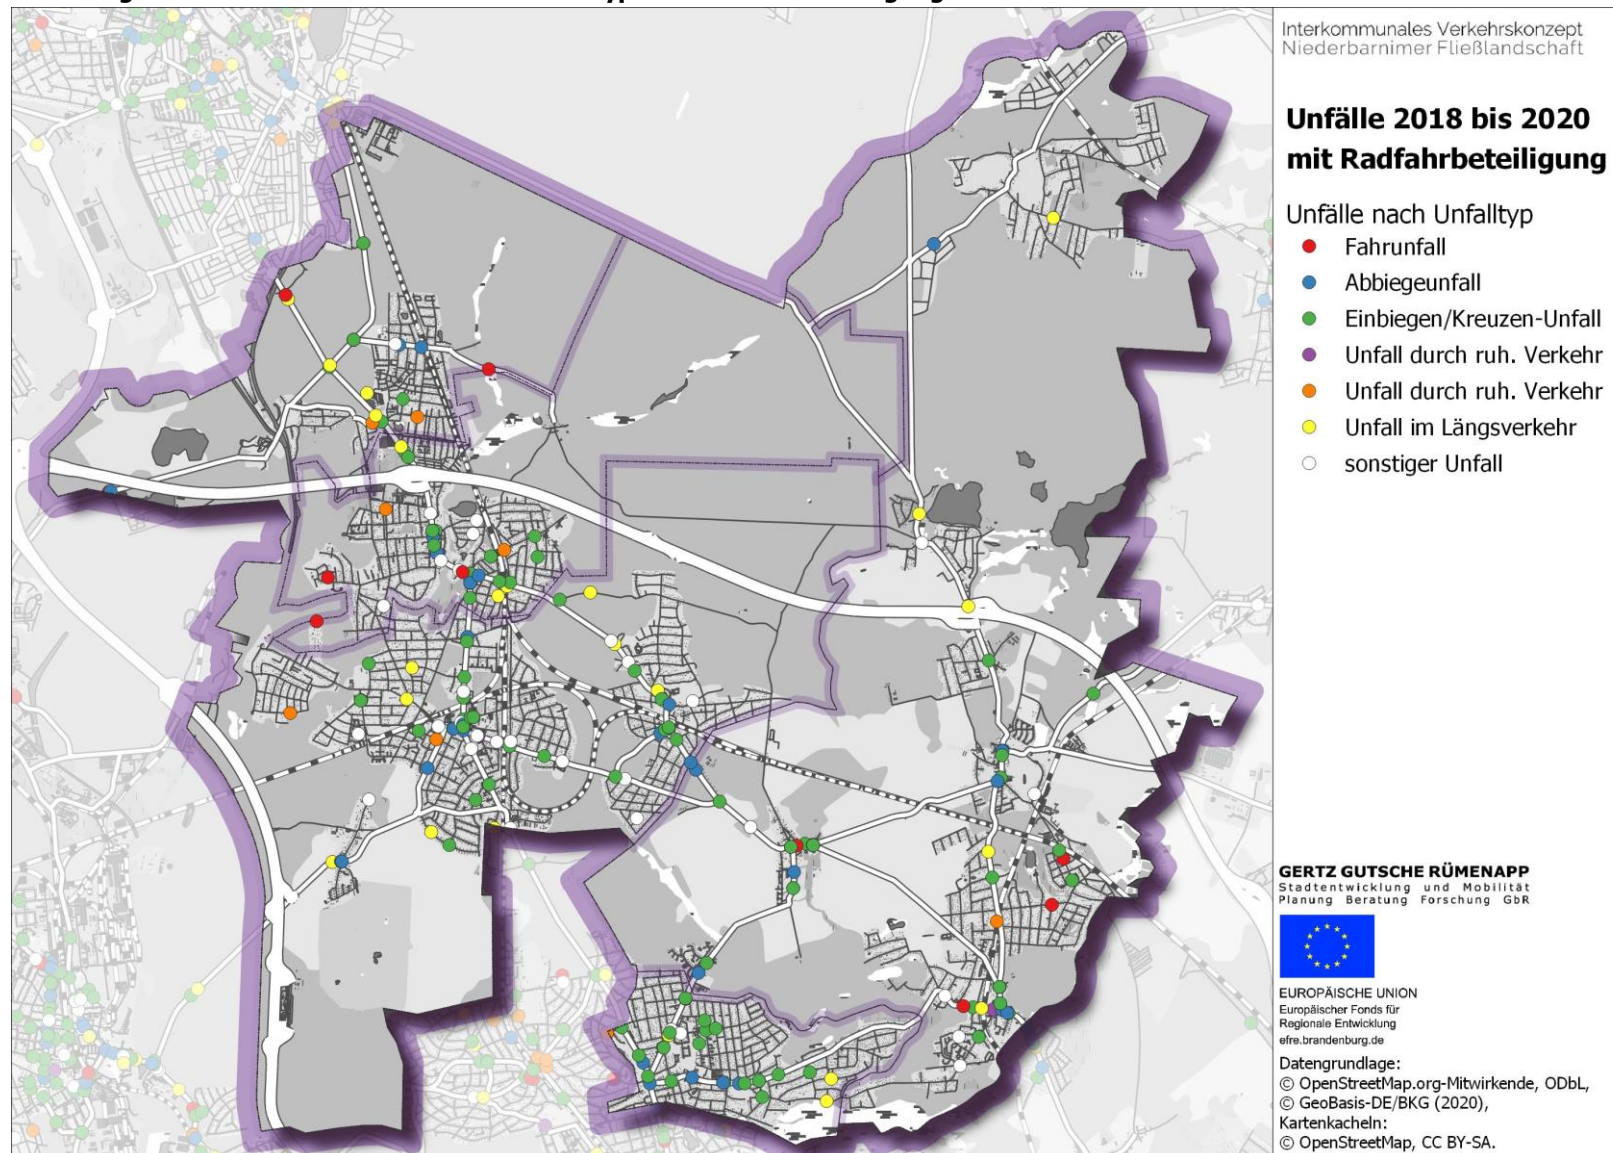 Interkommunales Verkehrskonzept
Niederbarnimer Fließlandschaft
Unfälle 2018 bis 2020
mit Radfahrbeteiligung
Unfälle nach Unfalltyp
Fahrunfall
Abbiegeunfall
Einbiegen/Kreuzen-Unfall
Unfall durch ruh. Verkehr
Unfall durch ruh. Verkehr
Unfall im Längsverkehr
sonstiger Unfall
GERTZ GUTSCHE RÜMENAPP
Stadtentwicklung und Mobilität
Planung Beratung Forschung GbR
EUROPÄISCHE UNION
Europäischer Fonds für
Regionale Entwicklung
efre.brandenburg.de
Datengrundlage:
© OpenStreetMap.org-Mitwirkende, ODbL,
© GeoBasis-DE/BKG (2020),
Kartenkacheln:
© OpenStreetMap, CC BY-SA.